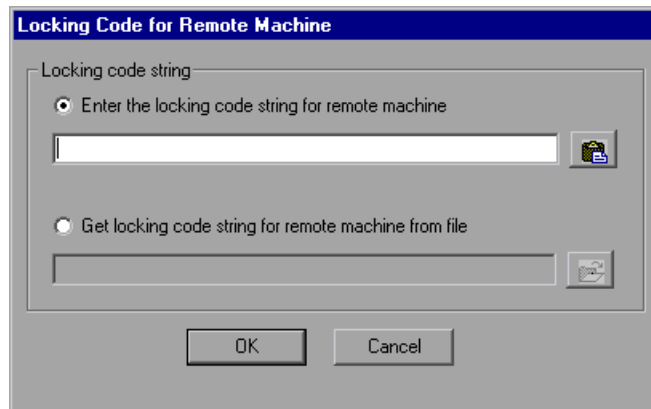 Locking Code for Remote Machine
Locking code string
Enter the locking code string for remote machine
Get locking code string for remote machine from file
OK
Cancel